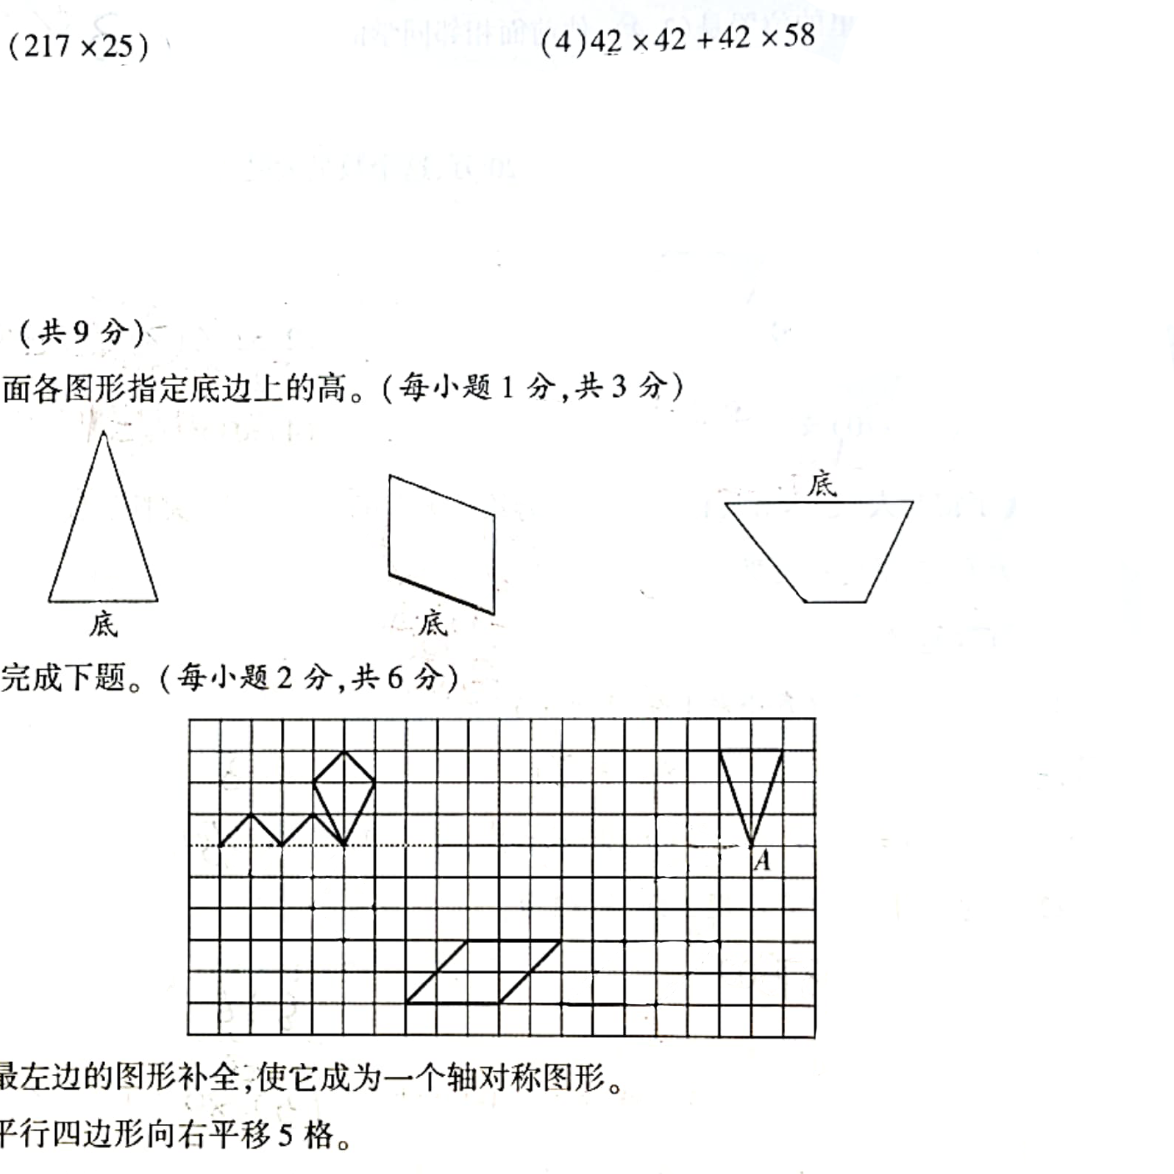 (217×25)
(4)42×42+42×58
(共9分)
面各图形指定底边上的高。(每小题1分,共3分)
底
底
底
完成下题。(每小题2分,共6分)
A
最左边的图形补全,使它成为一个轴对称图形。
平行四边形向右平移5格。